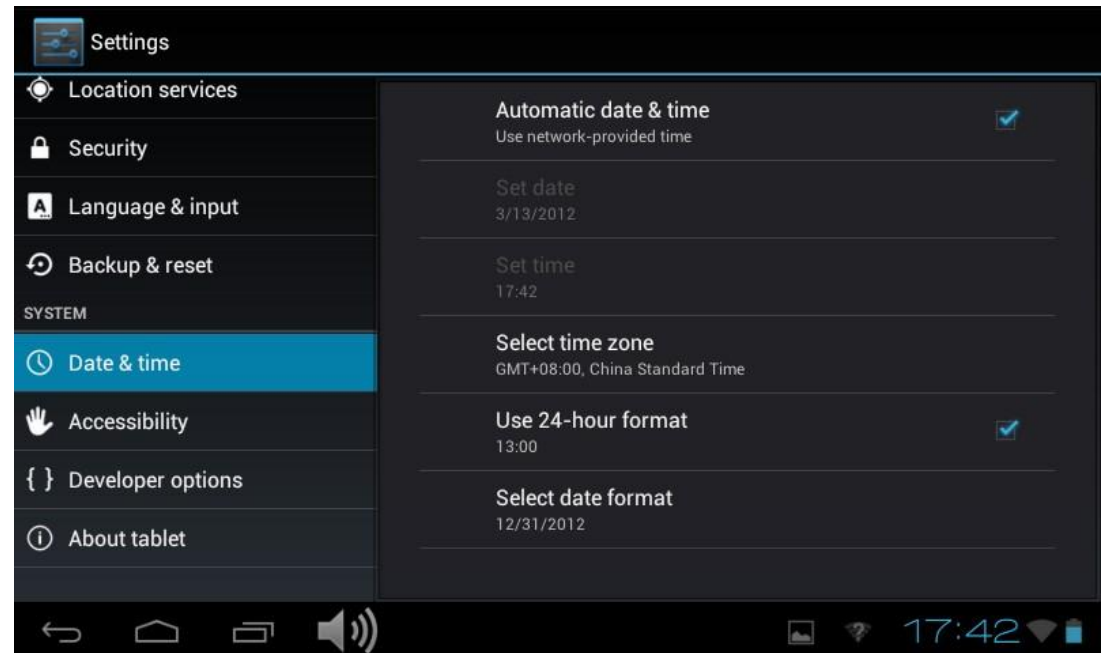 Settings
Location services
Security
Language & input
Backup & reset
SYSTEM
Date & time
Accessibility
{ } Developer options
About tablet
Automatic date & time
Use network-provided time
Set date
3/13/2012
Set time
17:42
Select time zone
GMT+08:00, China Standard Time
Use 24-hour format
13:00
Select date format
12/31/2012
17:42